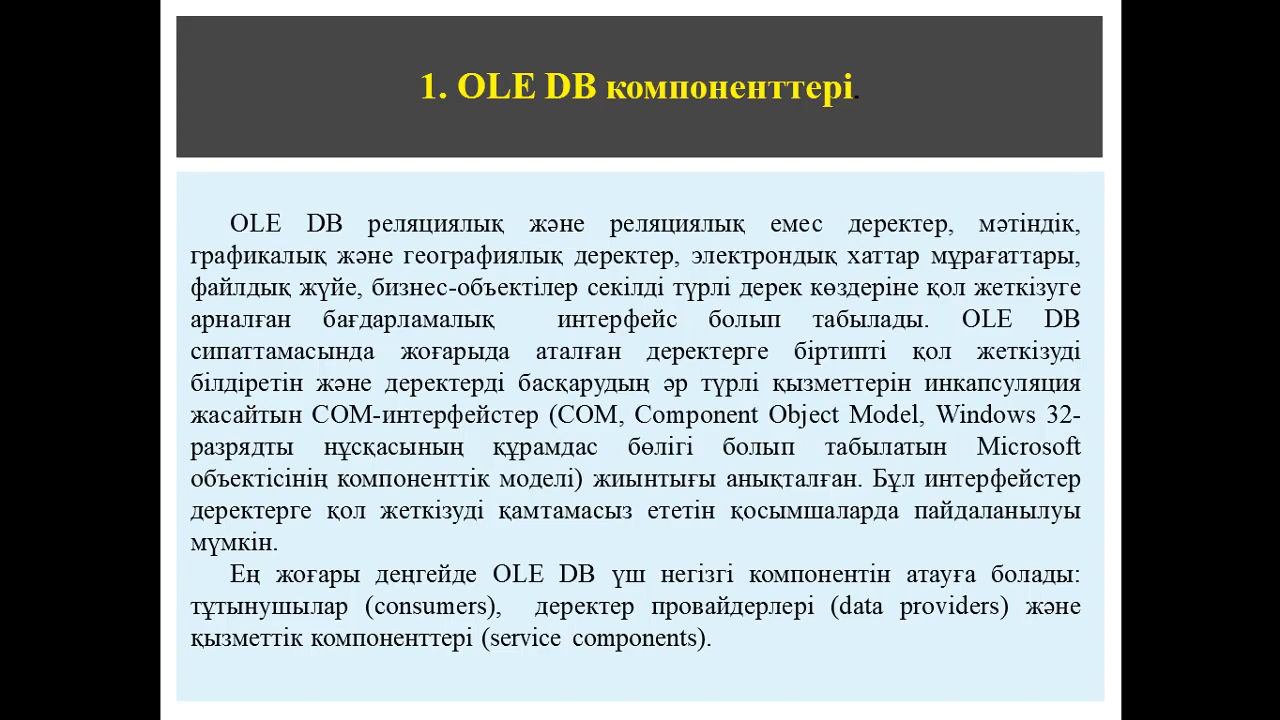 1. OLE DB компоненттері.
OLE DB реляциялық және реляциялық емес деректер, мәтіндік,
графикалық және географиялық деректер, электрондық хаттар мұрағаттары,
файлдық жүйе, бизнес-объектілер секілді түрлі дерек көздеріне қол жеткізуге
арналған бағдарламалық интерфейс болып табылады. OLE DB
сипаттамасында жоғарыда аталған деректерге біртипті қол жеткізуді
білдіретін және деректерді басқарудың әр түрлі қызметтерін инкапсуляция
жасайтын COM-интерфейстер (COM, Component Object Model, Windows 32-
разрядты нұсқасының құрамдас бөлігі болып табылатын Microsoft
объектісінің компоненттік моделі) жиынтығы анықталған. Бұл интерфейстер
деректерге қол жеткізуді қамтамасыз ететін қосымшаларда пайдаланылуы
мүмкін.
Ең жоғары деңгейде OLE DB үш негізгі компонентін атауға болады:
тұтынушылар (consumers), деректер провайдерлері (data providers) және
қызметтік компоненттері (service components).